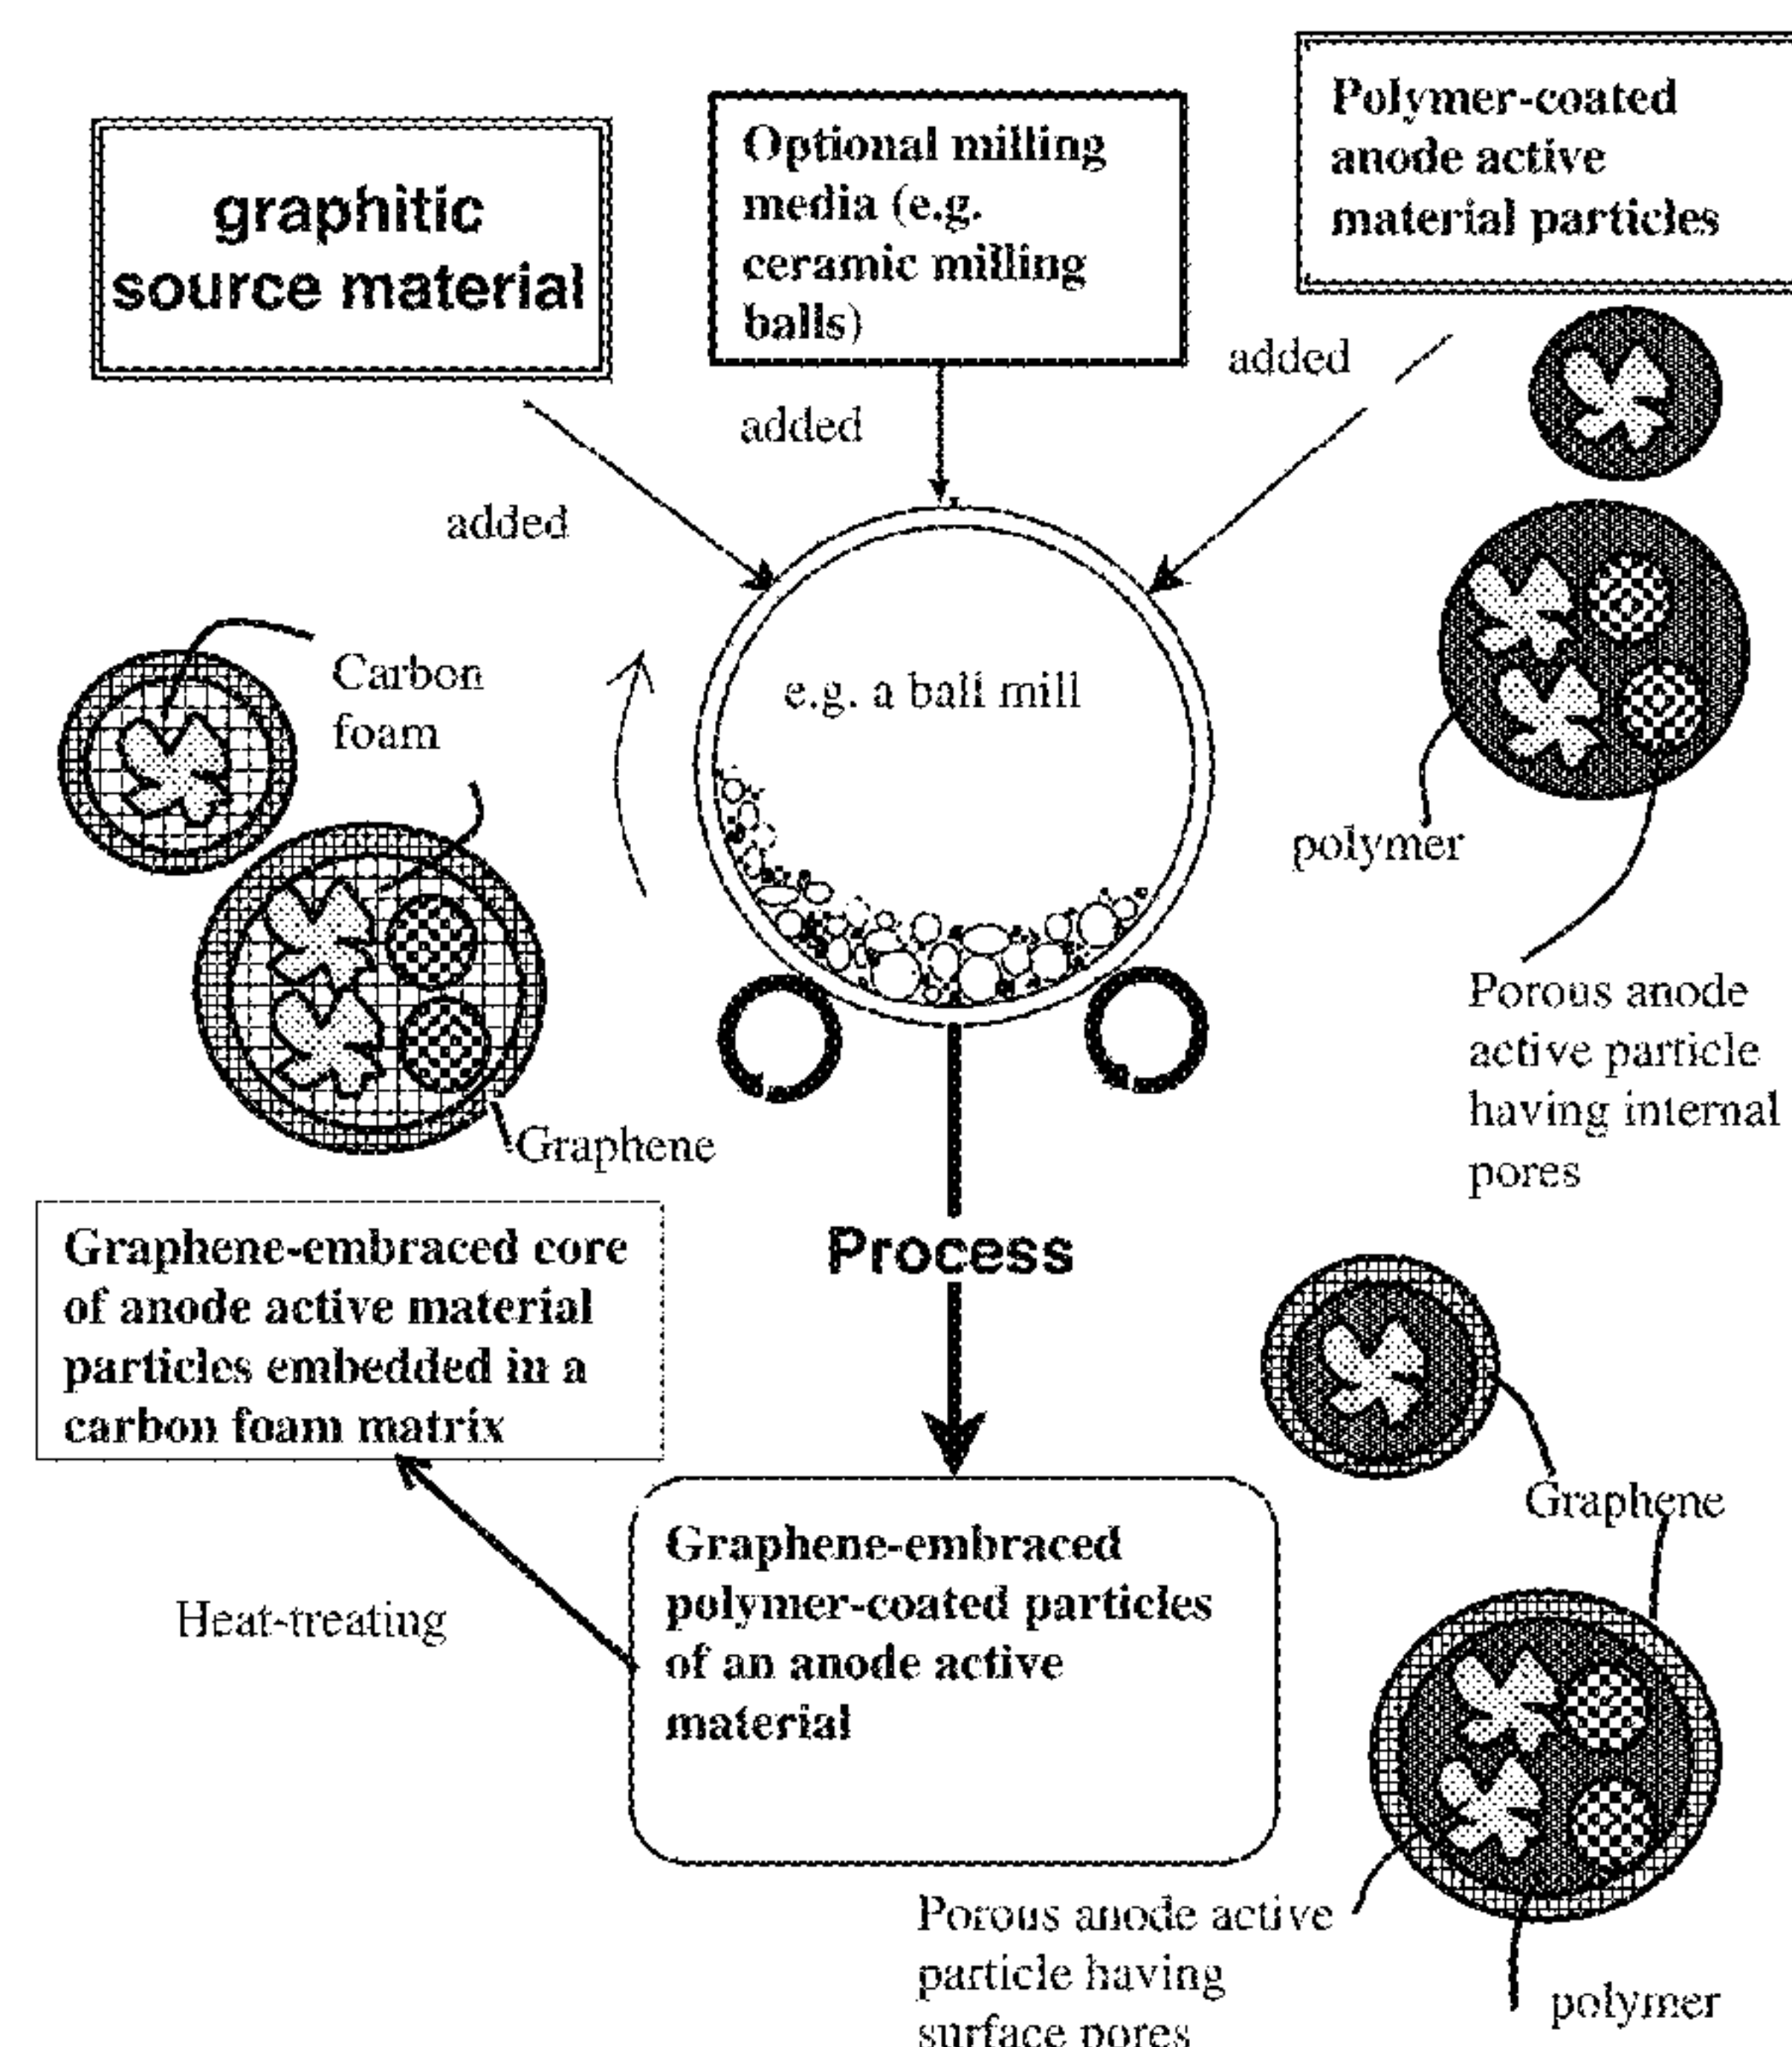 graphitic
source material
Optional milling
media (e.g.
ceramic milling
balls)
Polymer-coated
anode active
material particles
added
added
added
e.g. a ball mill
Carbon
foam
polymer
Porous anode
active particle
having internal
pores
Graphene
Graphene-embraced core
of anode active material
particles embedded in a
carbon foam matrix
Process
Graphene
Heat-treating
Graphene-embraced
polymer-coated particles
of an anode active
material
Porous anode active
particle having
surface pores
polymer